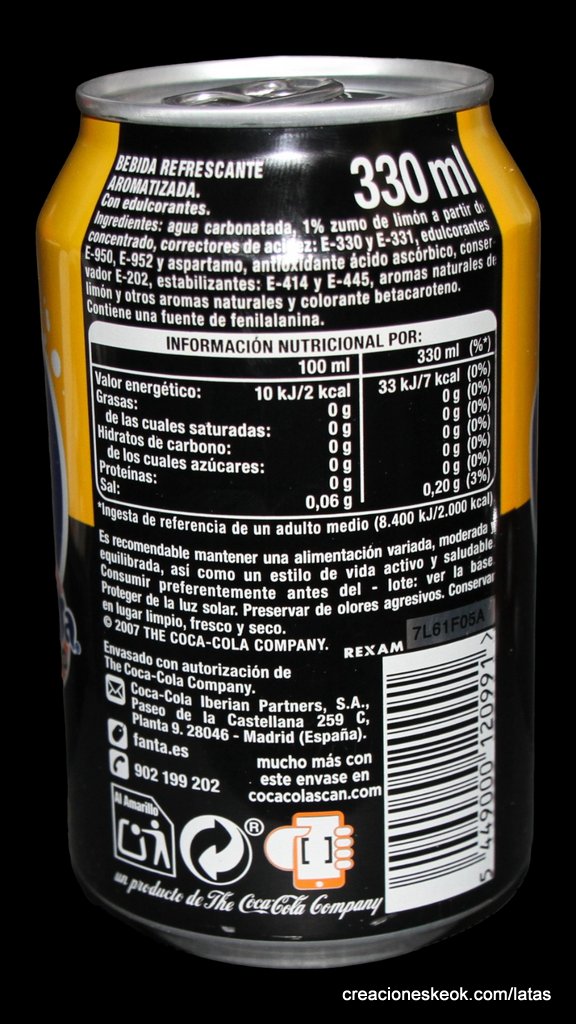 BEBIDA REFRESCANTE
AROMATIZADA.
Con edulcorantes.
330 ml
Ingredientes: agua carbonatada, 1% zumo de limón a partir de
concentrado, correctores de acidez: E-330 y E-331, edulcorantes
E-950, E-952 y aspartamo, antioxidante ácido ascórbico, conser-
vador E-202, estabilizantes: E-414 y E-445, aromas naturales de
limón y otros aromas naturales y colorante betacaroteno.
Contiene una fuente de fenilalanina.
INFORMACIÓN NUTRICIONAL POR:
100 ml 330 ml (%*)
Valor energético: 10 kJ/2 kcal 33 kJ/7 kcal (0%)
Grasas: 0 g 0 g (0%)
de las cuales saturadas: 0 g 0 g (0%)
Hidratos de carbono: 0 g 0 g (0%)
de los cuales azúcares: 0 g 0 g (0%)
Proteínas: 0 g 0 g (0%)
Sal: 0,06 g 0,20 g (3%)
*Ingesta de referencia de un adulto medio (8.400 kJ/2.000 kcal)
Es recomendable mantener una alimentación variada, moderada y
equilibrada, así como un estilo de vida activo y saludable.
Consumir preferentemente antes del - lote: ver la base.
Proteger de la luz solar. Preservar de olores agresivos. Conservar
en lugar limpio, fresco y seco.
© 2007 THE COCA-COLA COMPANY.
REXAM
7L61F05A
Envasado con autorización de
The Coca-Cola Company.
Coca-Cola Iberian Partners, S.A.,
Paseo de la Castellana 259 C,
Planta 9. 28046 - Madrid (España).
fanta.es
902 199 202
mucho más con
este envase en
cocacolascan.com
Al Amarillo
®
[ ]
un producto de The Coca-Cola Company
5 449000 120991 >
a
creacioneskeok.com/latas